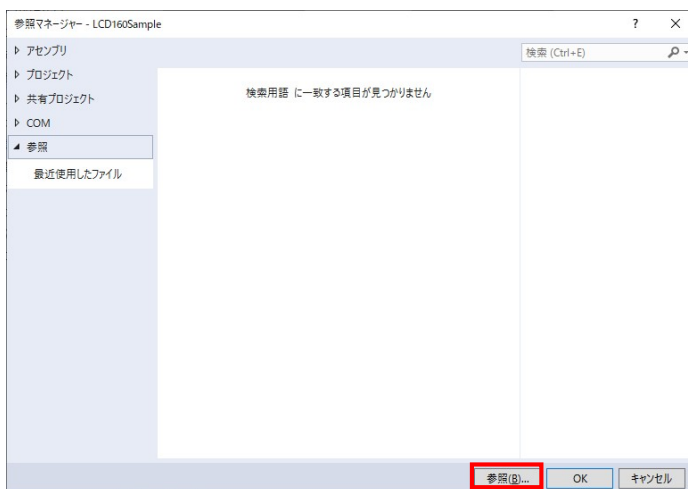 参照マネージャー - LCD160Sample
? ×
アセンブリ
検索 (Ctrl+E)
プロジェクト
共有プロジェクト
検索用語 に一致する項目が見つかりません
COM
参照
最近使用したファイル
参照(B)...
OK
キャンセル